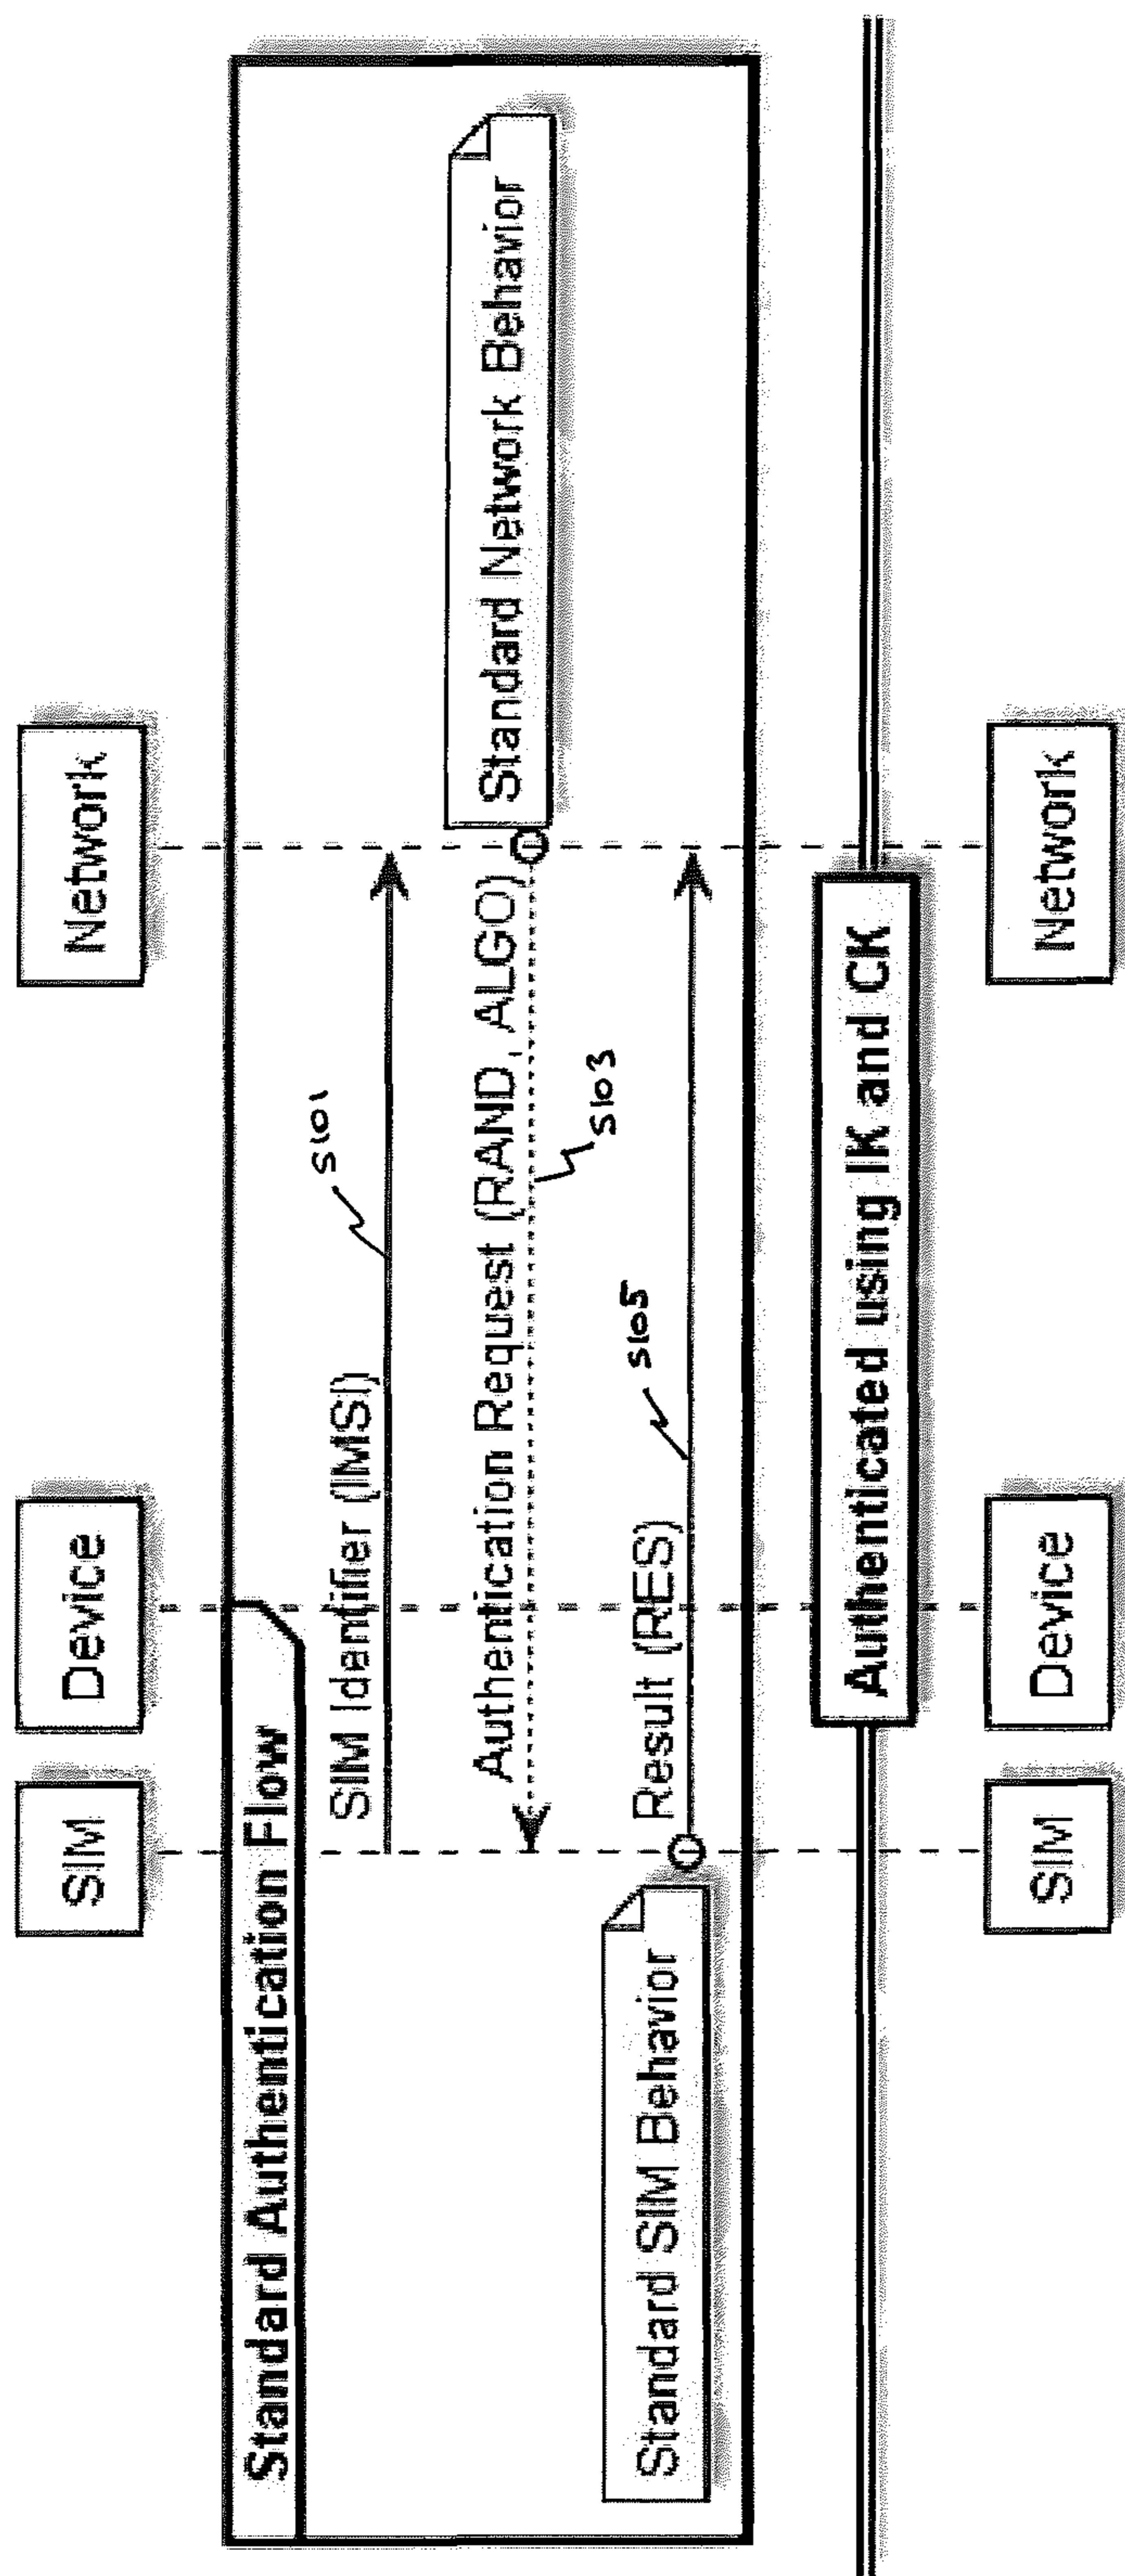 SIM
Device
Network
Standard Authentication Flow
S101
SIM Identifier (IMSI)
Authentication Request (RAND, ALGO)
Standard Network Behavior
S103
S105
Result (RES)
Standard SIM Behavior
Authenticated using IK and CK
SIM
Device
Network